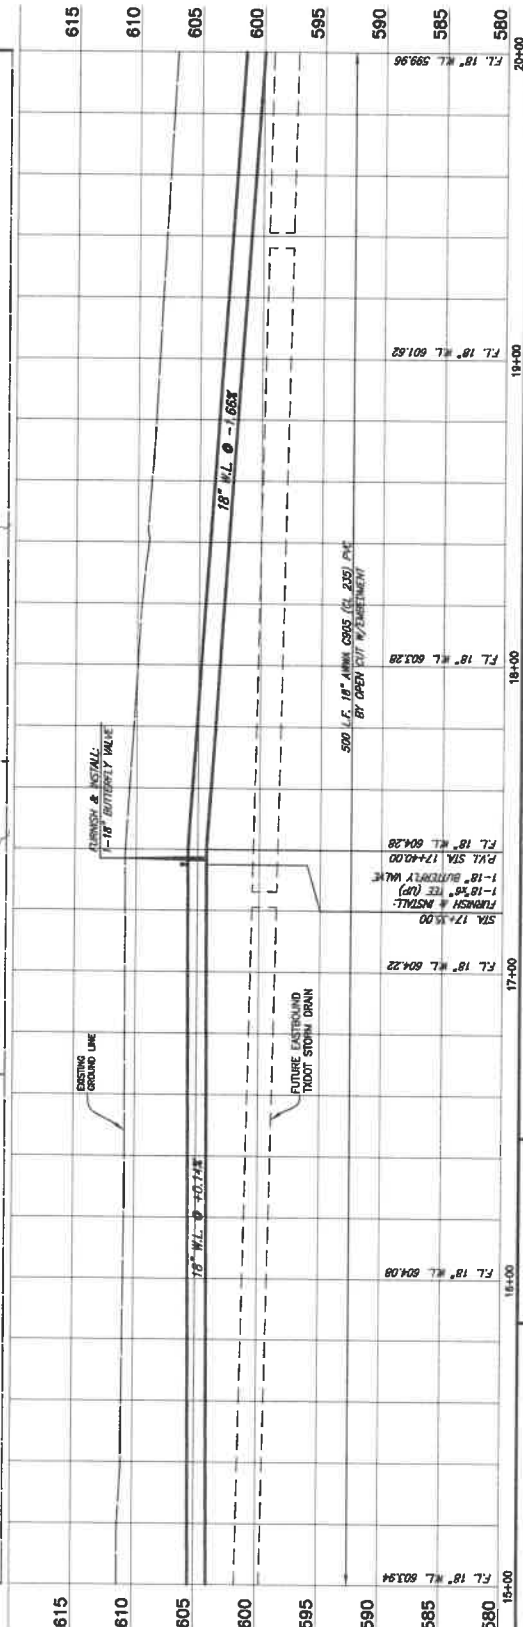 615
610
605
600
595
590
585
580
EXISTING
GROUND LINE
FURNISH & INSTALL:
1-18" BUTTERFLY VALVE
18" W.L. @ +0.14%
18" W.L. @ -1.66%
FUTURE EASTBOUND
TXDOT STORM DRAIN
500 L.F. 18" AWWA C905 (CL 235) PVC
BY OPEN CUT W/EMBEDMENT
F.L. 18" W.L. 603.94
F.L. 18" W.L. 604.08
F.L. 18" W.L. 604.22
STA. 17+35.00
FURNISH & INSTALL:
1-18"x6" TEE (UP)
1-18" BUTTERFLY VALVE
P.V.I. STA. 17+40.00
F.L. 18" W.L. 604.28
F.L. 18" W.L. 603.28
F.L. 18" W.L. 601.62
F.L. 18" W.L. 599.96
615
610
605
600
595
590
585
580
15+00
16+00
17+00
18+00
19+00
20+00